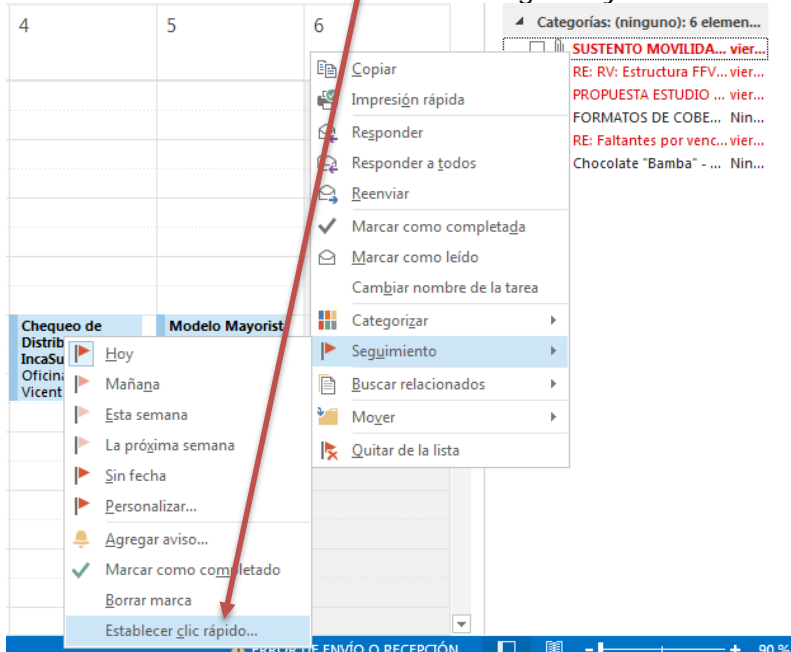 4
5
6
Categorías: (ninguno): 6 elemen...
SUSTENTO MOVILIDA... vier...
RE: RV: Estructura FFV... vier...
PROPUESTA ESTUDIO ... vier...
FORMATOS DE COBE... Nin...
RE: Faltantes por venc... vier...
Chocolate "Bamba" - ... Nin...
Copiar
Impresión rápida
Responder
Responder a todos
Reenviar
Marcar como completada
Marcar como leído
Cambiar nombre de la tarea
Categorizar
Seguimiento
Buscar relacionados
Mover
Quitar de la lista
Chequeo de
Distrib
IncaSu
Oficina
Vicent
Modelo Mayorist
Hoy
Mañana
Esta semana
La próxima semana
Sin fecha
Personalizar...
Agregar aviso...
Marcar como completado
Borrar marca
Establecer clic rápido...
ERROR DE ENVÍO O RECEPCIÓN
90 %